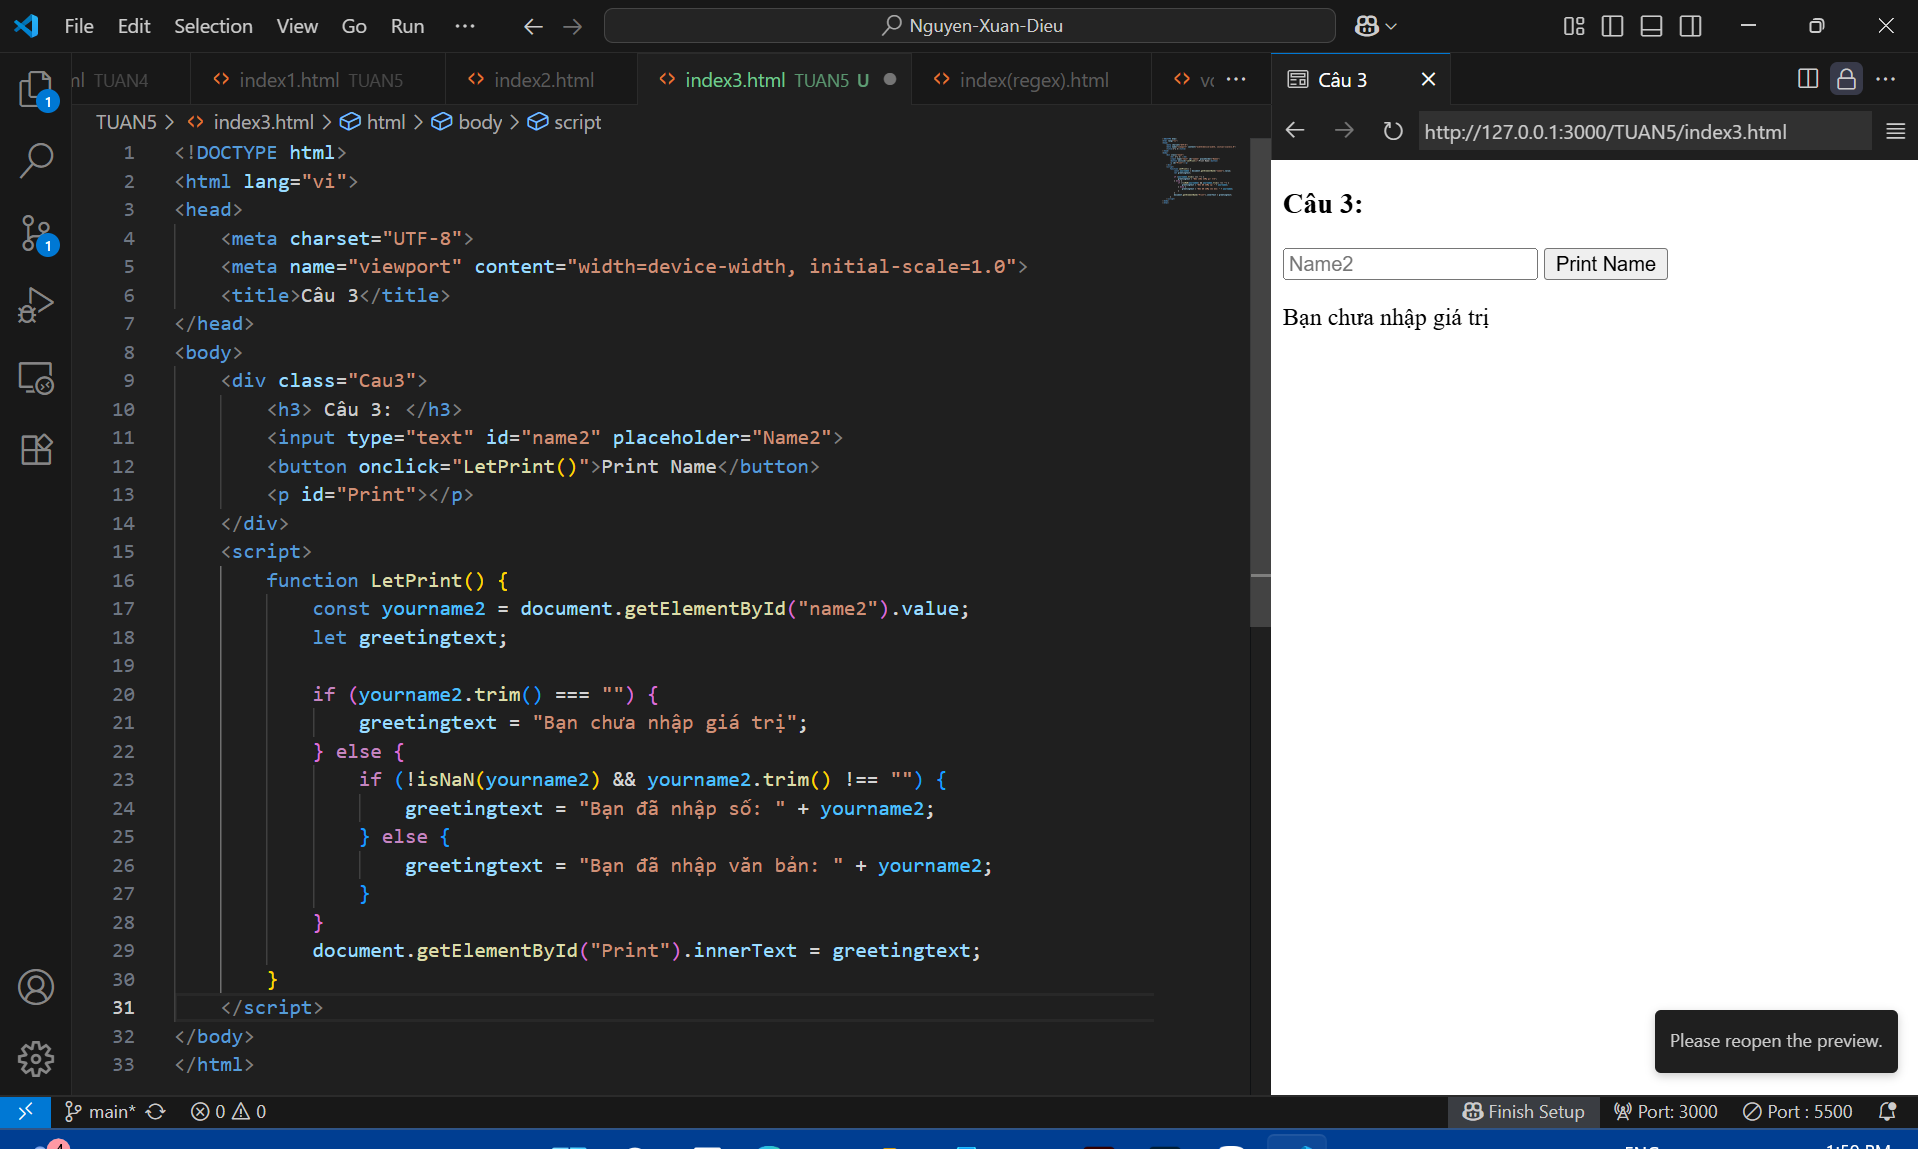 File Edit Selection View Go Run ··· Nguyen-Xuan-Dieu
ml TUAN4 index1.html TUAN5 index2.html index3.html TUAN5 U index(regex).html ··· Câu 3
TUAN5 > index3.html > html > body > script
http://127.0.0.1:3000/TUAN5/index3.html
1 <!DOCTYPE html>
2 <html lang="vi">
3 <head>
4 <meta charset="UTF-8">
5 <meta name="viewport" content="width=device-width, initial-scale=1.0">
6 <title>Câu 3</title>
7 </head>
8 <body>
9 <div class="Cau3">
10 <h3> Câu 3: </h3>
11 <input type="text" id="name2" placeholder="Name2">
12 <button onclick="LetPrint()">Print Name</button>
13 <p id="Print"></p>
14 </div>
15 <script>
16 function LetPrint() {
17 const yourname2 = document.getElementById("name2").value;
18 let greetingtext;
19
20 if (yourname2.trim() === "") {
21 greetingtext = "Bạn chưa nhập giá trị";
22 } else {
23 if (!isNaN(yourname2) && yourname2.trim() !== "") {
24 greetingtext = "Bạn đã nhập số: " + yourname2;
25 } else {
26 greetingtext = "Bạn đã nhập văn bản: " + yourname2;
27 }
28 }
29 document.getElementById("Print").innerText = greetingtext;
30 }
31 </script>
32 </body>
33 </html>
Câu 3:
Name2 Print Name
Bạn chưa nhập giá trị
Please reopen the preview.
1
1
main* 0 0 Finish Setup Port: 3000 Port : 5500